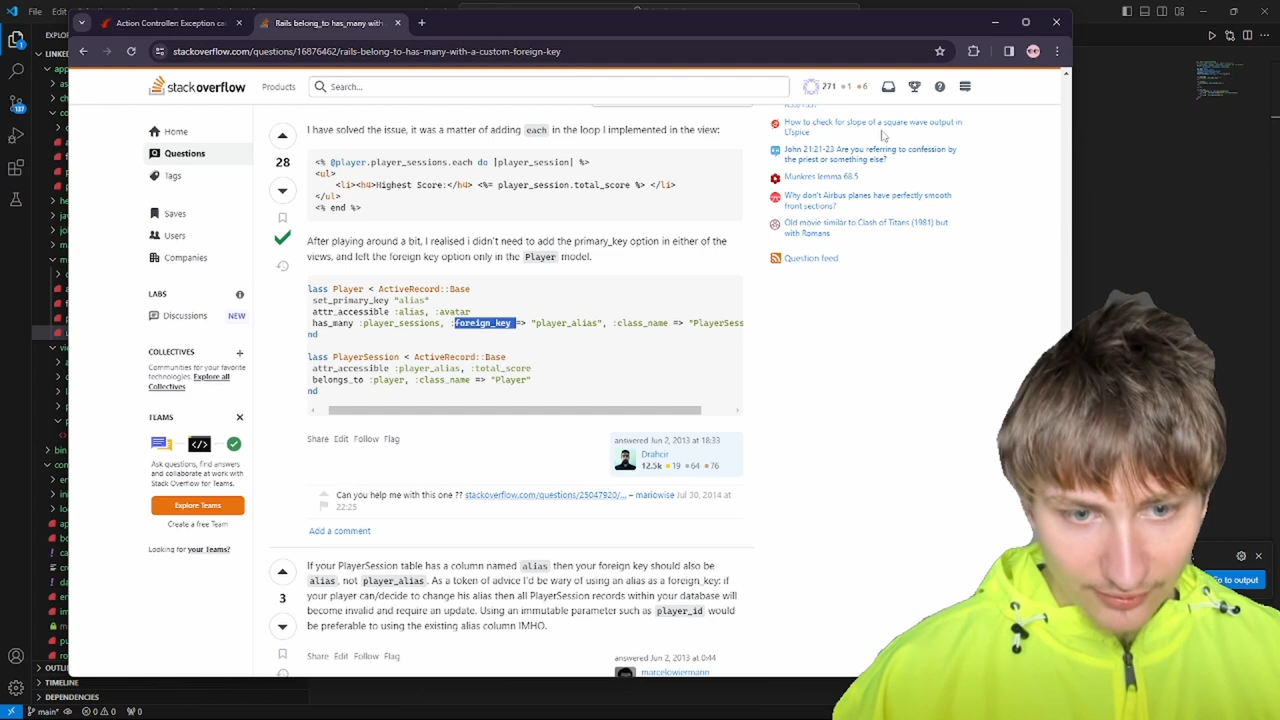 File
Edi
Action Controller: Exception ca
Rails belong_to has_many with
stackoverflow.com/questions/16876462/rails-belong-to-has-many-with-a-custom-foreign-key
EXPLOR
LINKED
stackoverflow
Products
Search...
271
1
6
Home
Questions
Tags
Saves
Users
Companies
LABS
Discussions
NEW
COLLECTIVES
Communities for your favorite
technologies. Explore all
Collectives
TEAMS
Ask questions, find answers
and collaborate at work with
Stack Overflow for Teams.
Explore Teams
Create a free Team
Looking for your Teams?
I have solved the issue, it was a matter of adding each in the loop I implemented in the view:
28
<% @player.player_sessions.each do |player_session| %>
<ul>
<li><h4>Highest Score:</h4> <%= player_session.total_score %> </li>
</ul>
<% end %>
After playing around a bit, I realised i didn't need to add the primary_key option in either of the
views, and left the foreign key option only in the Player model.
lass Player < ActiveRecord::Base
set_primary_key "alias"
attr_accessible :alias, :avatar
has_many :player_sessions, :foreign_key => "player_alias", :class_name => "PlayerSess
nd
lass PlayerSession < ActiveRecord::Base
attr_accessible :player_alias, :total_score
belongs_to :player, :class_name => "Player"
nd
Share Edit Follow Flag
answered Jun 2, 2013 at 18:33
Drahcir
12.5k 19 64 76
Can you help me with this one ?? stackoverflow.com/questions/25047920/... – mariowise Jul 30, 2014 at
22:25
Add a comment
If your PlayerSession table has a column named alias then your foreign key should also be
alias, not player_alias. As a token of advice I'd be wary of using an alias as a foreign_key: if
3
your player can/decide to change his alias then all PlayerSession records within your database will
become invalid and require an update. Using an immutable parameter such as player_id would
be preferable to using the existing alias column IMHO.
Share Edit Follow Flag
answered Jun 2, 2013 at 0:44
marcelowiermann
How to check for slope of a square wave output in
LTspice
John 21:21-23 Are you referring to confession by
the priest or something else?
Munkres lemma 68.5
Why don't Airbus planes have perfectly smooth
front sections?
Old movie similar to Clash of Titans (1981) but
with Romans
Question feed
Go to output
OUTLI
TIMELINE
DEPENDENCIES
main*
0
0
0